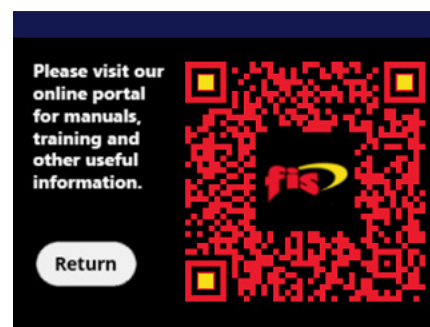 Please visit our
online portal
for manuals,
training and
other useful
information.
fis
Return